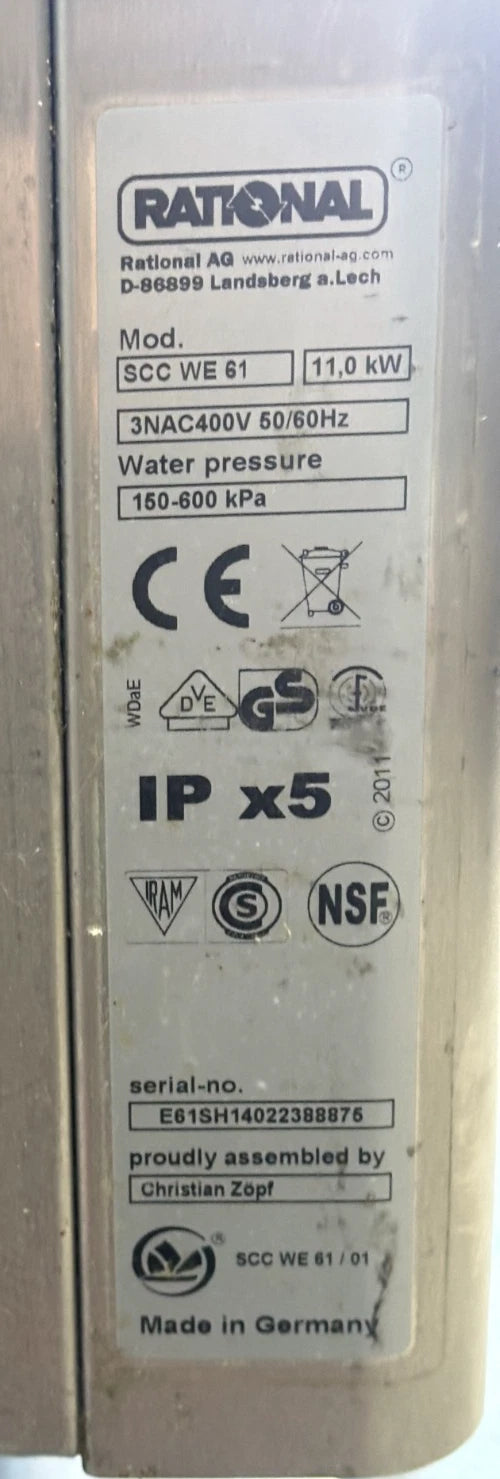 RATIONAL ®
Rational AG www.rational-ag.com
D-86899 Landsberg a.Lech
Mod.
SCC WE 61 11,0 kW
3NAC400V 50/60Hz
Water pressure
150-600 kPa
CE
WDaE DVE GS
IP x5 © 2011
IRAM S NSF ®
serial-no.
E61SH14022388875
proudly assembled by
Christian Zöpf
® SCC WE 61 / 01
Made in Germany